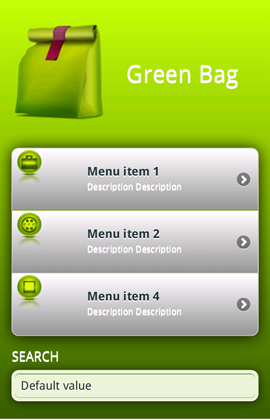 Green Bag
Menu item 1
Description Description
Menu item 2
Description Description
Menu item 4
Description Description
SEARCH
Default value